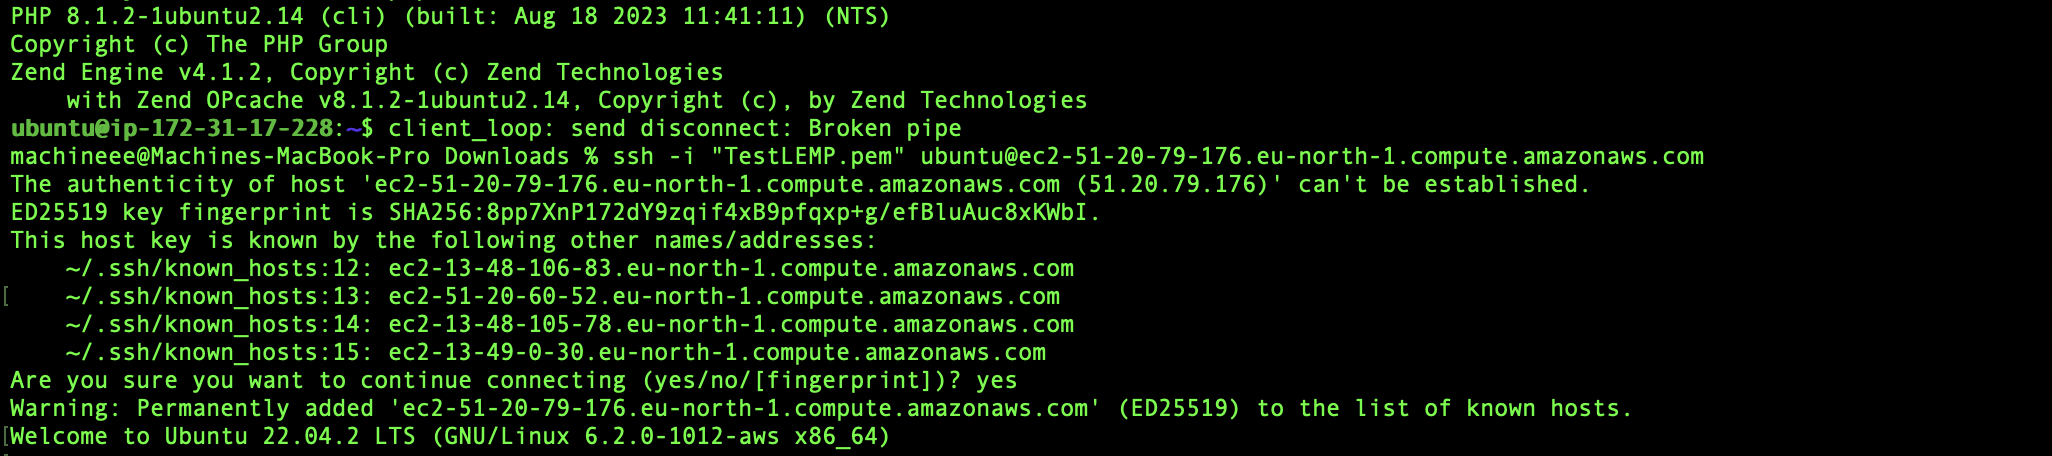 PHP 8.1.2-1ubuntu2.14 (cli) (built: Aug 18 2023 11:41:11) (NTS)
Copyright (c) The PHP Group
Zend Engine v4.1.2, Copyright (c) Zend Technologies
    with Zend OPcache v8.1.2-1ubuntu2.14, Copyright (c), by Zend Technologies
ubuntu@ip-172-31-17-228:~$ client_loop: send disconnect: Broken pipe
machineee@Machines-MacBook-Pro Downloads % ssh -i "TestLEMP.pem" ubuntu@ec2-51-20-79-176.eu-north-1.compute.amazonaws.com
The authenticity of host 'ec2-51-20-79-176.eu-north-1.compute.amazonaws.com (51.20.79.176)' can't be established.
ED25519 key fingerprint is SHA256:8pp7XnP172dY9zqif4xB9pfqxp+g/efBluAuc8xKWbI.
This host key is known by the following other names/addresses:
    ~/.ssh/known_hosts:12: ec2-13-48-106-83.eu-north-1.compute.amazonaws.com
[    ~/.ssh/known_hosts:13: ec2-51-20-60-52.eu-north-1.compute.amazonaws.com
    ~/.ssh/known_hosts:14: ec2-13-48-105-78.eu-north-1.compute.amazonaws.com
    ~/.ssh/known_hosts:15: ec2-13-49-0-30.eu-north-1.compute.amazonaws.com
Are you sure you want to continue connecting (yes/no/[fingerprint])? yes
Warning: Permanently added 'ec2-51-20-79-176.eu-north-1.compute.amazonaws.com' (ED25519) to the list of known hosts.
[Welcome to Ubuntu 22.04.2 LTS (GNU/Linux 6.2.0-1012-aws x86_64)